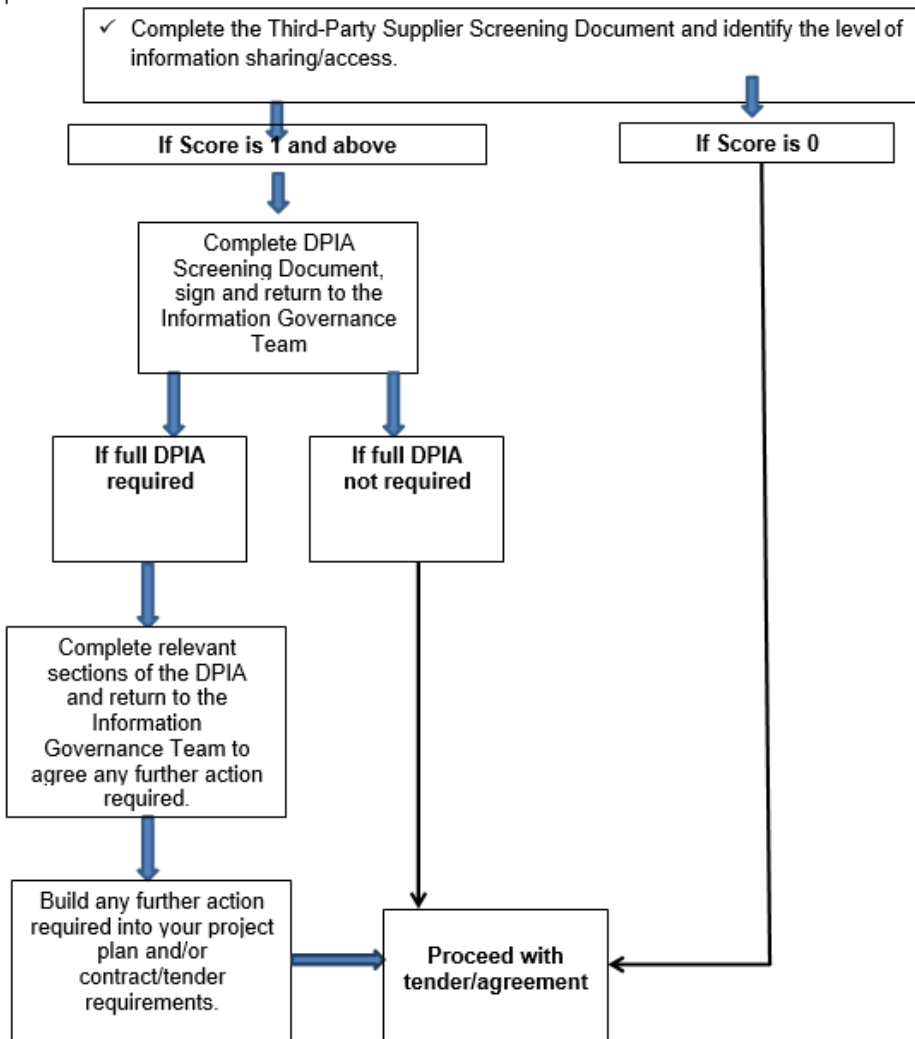 ✓ Complete the Third-Party Supplier Screening Document and identify the level of
information sharing/access.
If Score is 1 and above
If Score is 0
Complete DPIA
Screening Document,
sign and return to the
Information Governance
Team
If full DPIA
required
If full DPIA
not required
Complete relevant
sections of the DPIA
and return to the
Information
Governance Team to
agree any further action
required.
Build any further action
required into your project
plan and/or
contract/tender
requirements.
Proceed with
tender/agreement